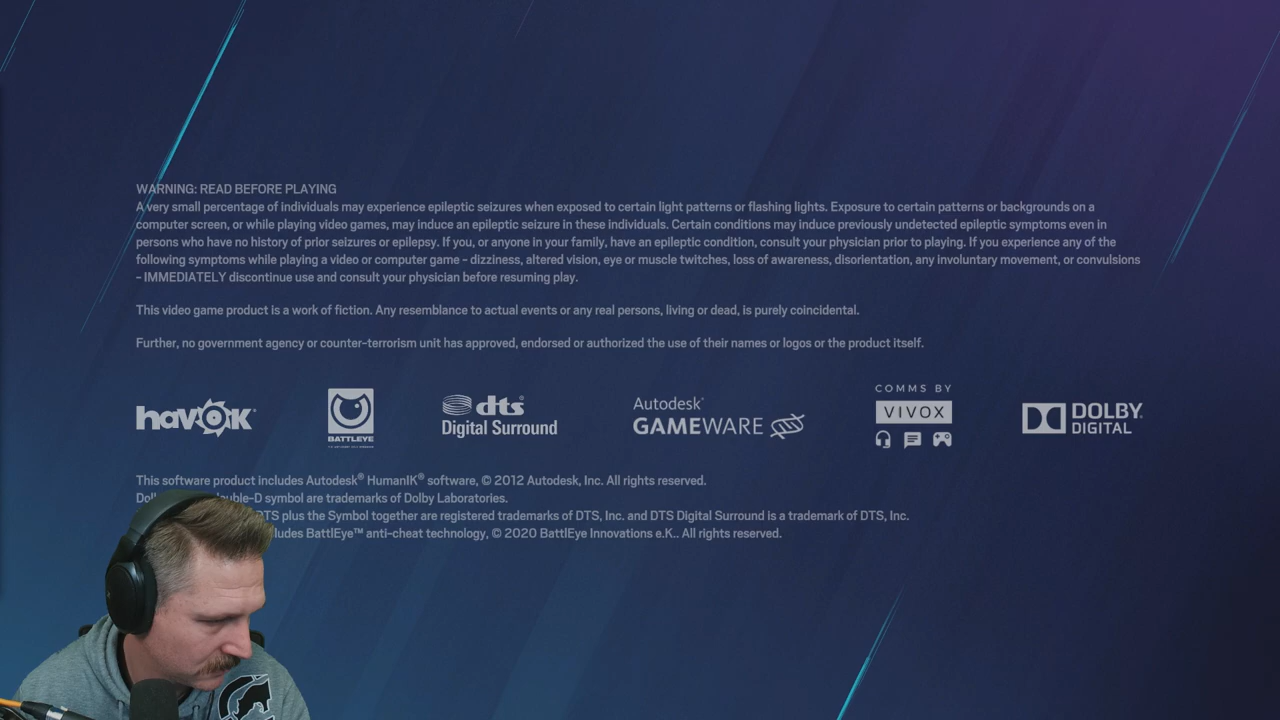 WARNING: READ BEFORE PLAYING
A very small percentage of individuals may experience epileptic seizures when exposed to certain light patterns or flashing lights. Exposure to certain patterns or backgrounds on a
computer screen, or while playing video games, may induce an epileptic seizure in these individuals. Certain conditions may induce previously undetected epileptic symptoms even in
persons who have no history of prior seizures or epilepsy. If you, or anyone in your family, have an epileptic condition, consult your physician prior to playing. If you experience any of the
following symptoms while playing a video or computer game - dizziness, altered vision, eye or muscle twitches, loss of awareness, disorientation, any involuntary movement, or convulsions
- IMMEDIATELY discontinue use and consult your physician before resuming play.
This video game product is a work of fiction. Any resemblance to actual events or any real persons, living or dead, is purely coincidental.
Further, no government agency or counter-terrorism unit has approved, endorsed or authorized the use of their names or logos or the product itself.
havok®
BATTLEYE
dts
Digital Surround
Autodesk®
GAMEWARE
COMMS BY
VIVOX
DOLBY®
DIGITAL
This software product includes Autodesk® HumanIK® software, © 2012 Autodesk, Inc. All rights reserved.
double-D symbol are trademarks of Dolby Laboratories.
DTS plus the Symbol together are registered trademarks of DTS, Inc. and DTS Digital Surround is a trademark of DTS, Inc.
BattlEye™ anti-cheat technology, © 2020 BattlEye Innovations e.K.. All rights reserved.